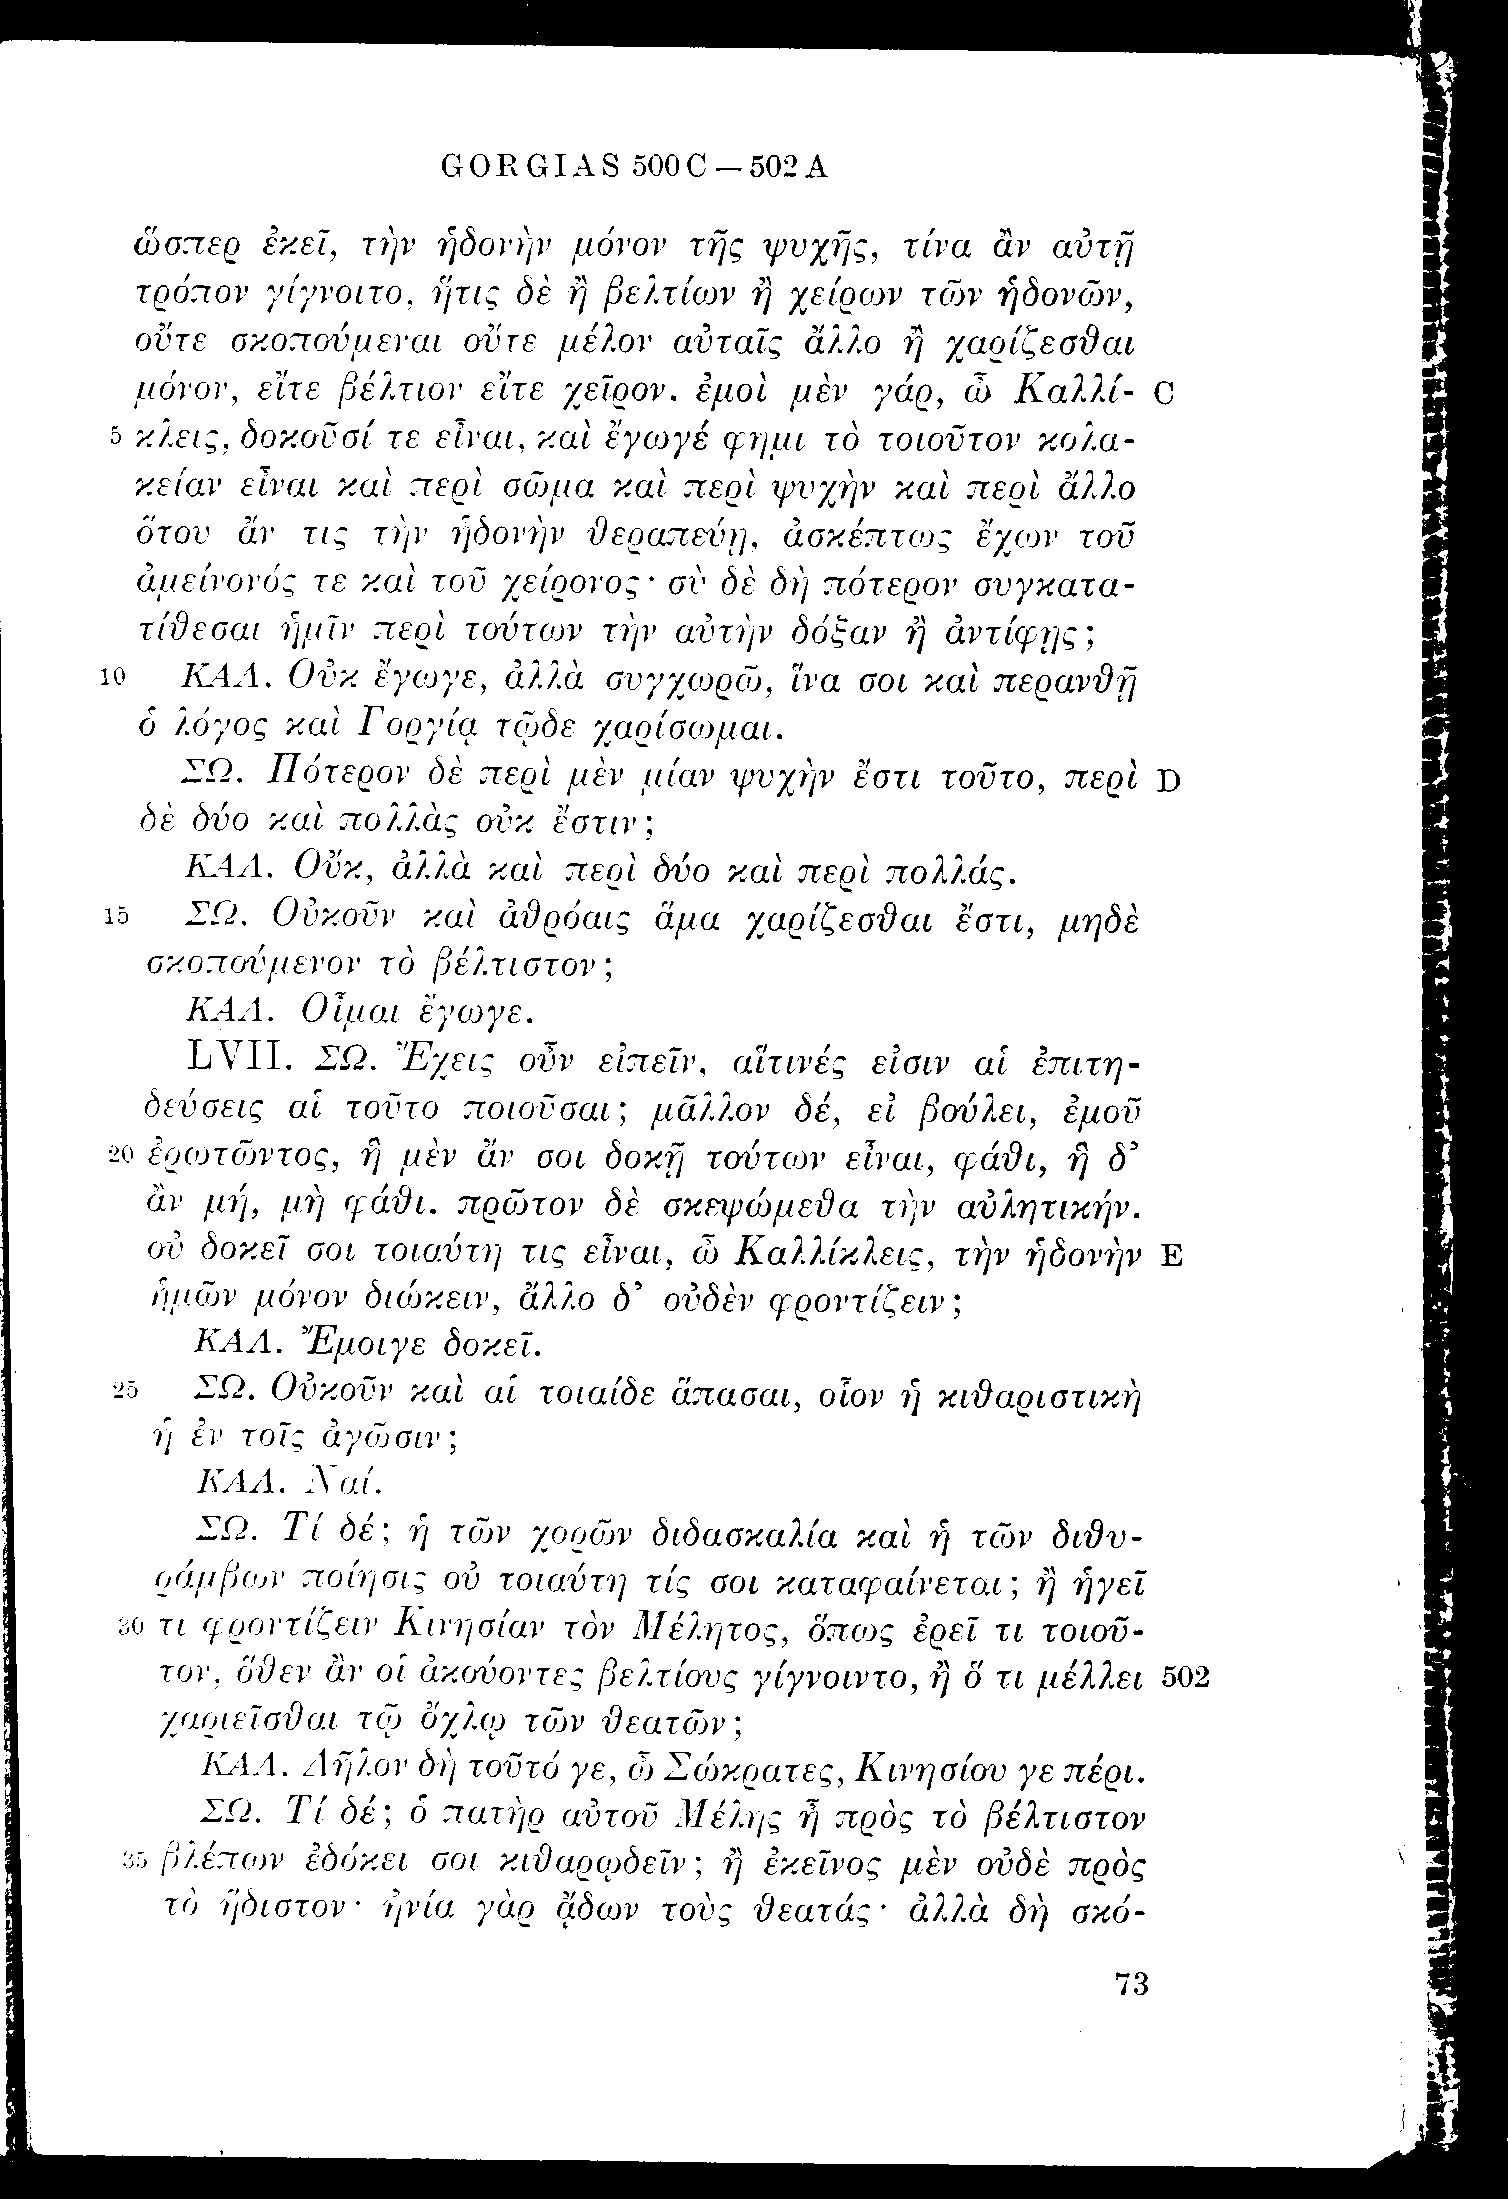 GORGIAS 500C — 502A
ὥσπερ ἐκεῖ, τὴν ἡδονὴν μόνον τῆς ψυχῆς, τίνα ἂν αὐτῇ
τρόπον γίγνοιτο, ἥτις δὲ ἢ βελτίων ἢ χείρων τῶν ἡδονῶν,
οὔτε σκοπούμεναι οὔτε μέλον αὐταῖς ἄλλο ἢ χαρίζεσθαι
μόνον, εἴτε βέλτιον εἴτε χεῖρον. ἐμοὶ μὲν γάρ, ὦ Καλλί- C
5 κλεις, δοκοῦσί τε εἶναι, καὶ ἔγωγέ φημι τὸ τοιοῦτον κολα-
κείαν εἶναι καὶ περὶ σῶμα καὶ περὶ ψυχὴν καὶ περὶ ἄλλο
ὅτου ἄν τις τὴν ἡδονὴν θεραπεύῃ, ἀσκέπτως ἔχων τοῦ
ἀμείνονός τε καὶ τοῦ χείρονος· σὺ δὲ δὴ πότερον συγκατα-
τίθεσαι ἡμῖν περὶ τούτων τὴν αὐτὴν δόξαν ἢ ἀντίφῃς;
10 ΚΑΛ. Οὐκ ἔγωγε, ἀλλὰ συγχωρῶ, ἵνα σοι καὶ περανθῇ
ὁ λόγος καὶ Γοργίᾳ τῷδε χαρίσωμαι.
ΣΩ. Πότερον δὲ περὶ μὲν μίαν ψυχὴν ἔστι τοῦτο, περὶ D
δὲ δύο καὶ πολλὰς οὐκ ἔστιν;
ΚΑΛ. Οὔκ, ἀλλὰ καὶ περὶ δύο καὶ περὶ πολλάς.
15 ΣΩ. Οὐκοῦν καὶ ἀθρόαις ἅμα χαρίζεσθαι ἔστι, μηδὲ
σκοπούμενον τὸ βέλτιστον;
ΚΑΛ. Οἶμαι ἔγωγε.
LVII. ΣΩ. Ἔχεις οὖν εἰπεῖν, αἵτινές εἰσιν αἱ ἐπιτη-
δεύσεις αἱ τοῦτο ποιοῦσαι; μᾶλλον δέ, εἰ βούλει, ἐμοῦ
20 ἐρωτῶντος, ἣ μὲν ἄν σοι δοκῇ τούτων εἶναι, φάθι, ἣ δ’
ἂν μή, μὴ φάθι. πρῶτον δὲ σκεψώμεθα τὴν αὐλητικήν.
οὐ δοκεῖ σοι τοιαύτη τις εἶναι, ὦ Καλλίκλεις, τὴν ἡδονὴν E
ἡμῶν μόνον διώκειν, ἄλλο δ’ οὐδὲν φροντίζειν;
ΚΑΛ. Ἔμοιγε δοκεῖ.
25 ΣΩ. Οὐκοῦν καὶ αἱ τοιαίδε ἅπασαι, οἷον ἡ κιθαριστικὴ
ἡ ἐν τοῖς ἀγῶσιν;
ΚΑΛ. Ναί.
ΣΩ. Τί δέ; ἡ τῶν χορῶν διδασκαλία καὶ ἡ τῶν διθυ-
ράμβων ποίησις οὐ τοιαύτη τίς σοι καταφαίνεται; ἢ ἡγεῖ
30 τι φροντίζειν Κινησίαν τὸν Μέλητος, ὅπως ἐρεῖ τι τοιοῦ-
τον, ὅθεν ἂν οἱ ἀκούοντες βελτίους γίγνοιντο, ἢ ὅ τι μέλλει 502
χαριεῖσθαι τῷ ὄχλῳ τῶν θεατῶν;
ΚΑΛ. Δῆλον δὴ τοῦτό γε, ὦ Σώκρατες, Κινησίου γε πέρι.
ΣΩ. Τί δέ; ὁ πατὴρ αὐτοῦ Μέλης ἦ πρὸς τὸ βέλτιστον
35 βλέπων ἐδόκει σοι κιθαρῳδεῖν; ἢ ἐκεῖνος μὲν οὐδὲ πρὸς
τὸ ἥδιστον· ἠνία γὰρ ᾄδων τοὺς θεατάς· ἀλλὰ δὴ σκό-
73